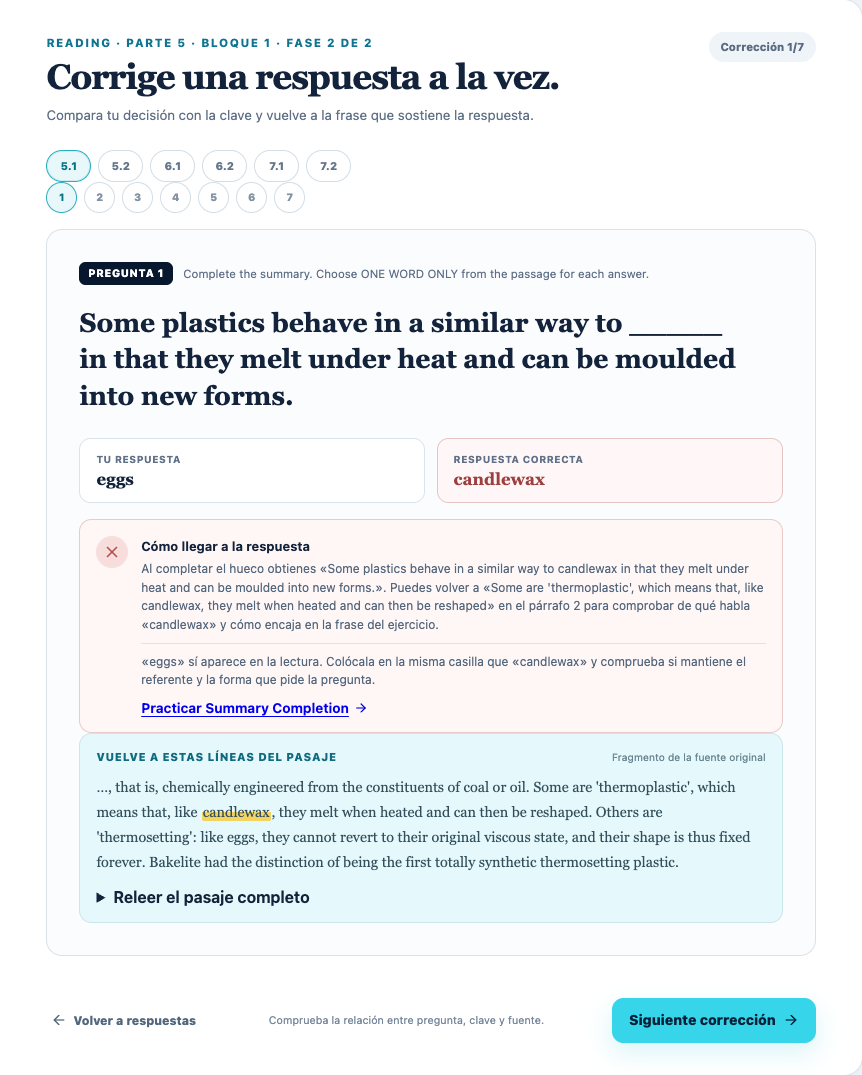 READING · PARTE 5 · BLOQUE 1 · FASE 2 DE 2
Corrección 1/7
Corrige una respuesta a la vez.
Compara tu decisión con la clave y vuelve a la frase que sostiene la respuesta.
5.1 5.2 6.1 6.2 7.1 7.2
1 2 3 4 5 6 7
PREGUNTA 1 Complete the summary. Choose ONE WORD ONLY from the passage for each answer.
Some plastics behave in a similar way to ______
in that they melt under heat and can be moulded
into new forms.
TU RESPUESTA
eggs
RESPUESTA CORRECTA
candlewax
Cómo llegar a la respuesta
Al completar el hueco obtienes «Some plastics behave in a similar way to candlewax in that they melt under
heat and can be moulded into new forms.». Puedes volver a «Some are 'thermoplastic', which means that, like
candlewax, they melt when heated and can then be reshaped» en el párrafo 2 para comprobar de qué habla
«candlewax» y cómo encaja en la frase del ejercicio.
«eggs» sí aparece en la lectura. Colócala en la misma casilla que «candlewax» y comprueba si mantiene el
referente y la forma que pide la pregunta.
Practicar Summary Completion →
VUELVE A ESTAS LÍNEAS DEL PASAJE
Fragmento de la fuente original
..., that is, chemically engineered from the constituents of coal or oil. Some are 'thermoplastic', which
means that, like candlewax, they melt when heated and can then be reshaped. Others are
'thermosetting': like eggs, they cannot revert to their original viscous state, and their shape is thus fixed
forever. Bakelite had the distinction of being the first totally synthetic thermosetting plastic.
▶ Releer el pasaje completo
← Volver a respuestas
Comprueba la relación entre pregunta, clave y fuente.
Siguiente corrección →